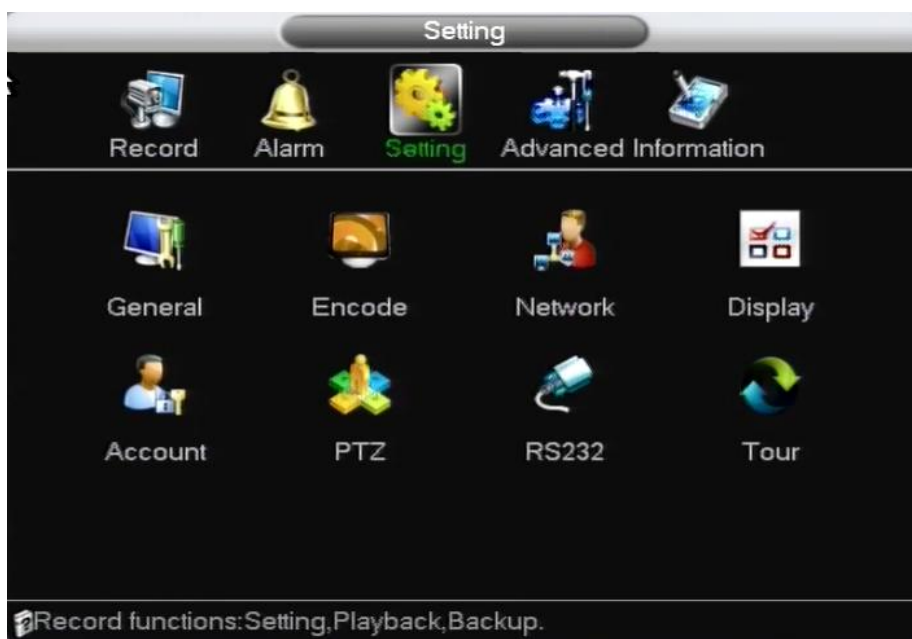 Setting
Record Alarm Setting Advanced Information
General Encode Network Display
Account PTZ RS232 Tour
Record functions:Setting,Playback,Backup.